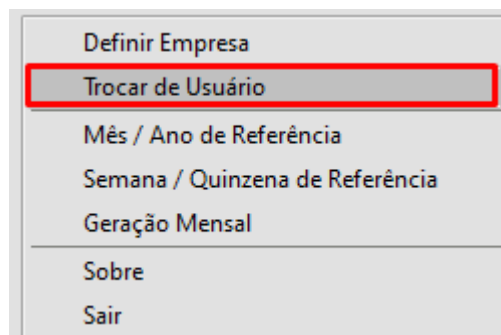 Definir Empresa
Trocar de Usuário
Mês / Ano de Referência
Semana / Quinzena de Referência
Geração Mensal
Sobre
Sair